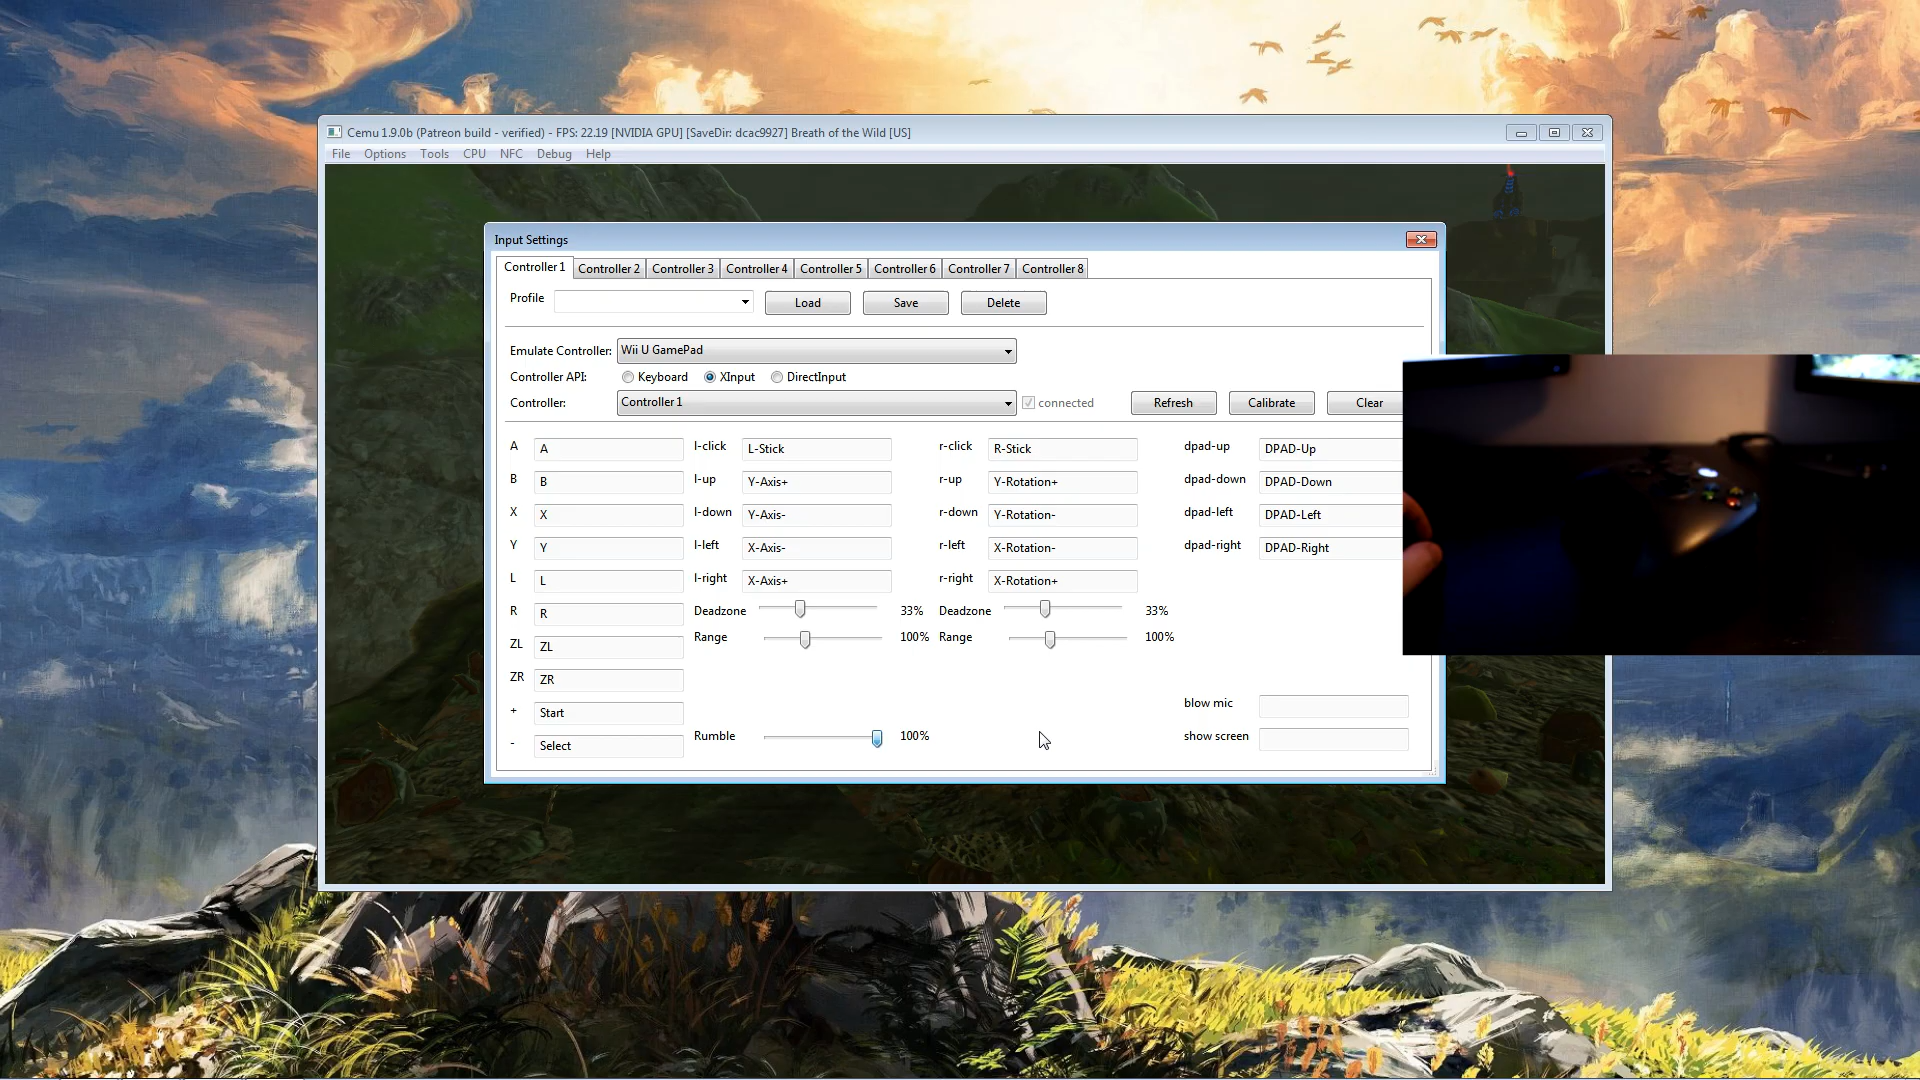 Cemu 1.9.0b (Patreon build - verified) - FPS: 22.19 [NVIDIA GPU] [SaveDir: dcac9927] Breath of the Wild [US]
File Options Tools CPU NFC Debug Help
Input Settings
Controller 1 Controller 2 Controller 3 Controller 4 Controller 5 Controller 6 Controller 7 Controller 8
Profile Load Save Delete
Emulate Controller: Wii U GamePad
Controller API: Keyboard XInput DirectInput
Controller: Controller 1 connected Refresh Calibrate Clear
A A l-click L-Stick r-click R-Stick dpad-up DPAD-Up
B B l-up Y-Axis+ r-up Y-Rotation+ dpad-down DPAD-Down
X X l-down Y-Axis- r-down Y-Rotation- dpad-left DPAD-Left
Y Y l-left X-Axis- r-left X-Rotation- dpad-right DPAD-Right
L L l-right X-Axis+ r-right X-Rotation+
R R Deadzone 33% Deadzone 33%
Range 100% Range 100%
ZL ZL
ZR ZR
+ Start blow mic
- Select Rumble 100% show screen